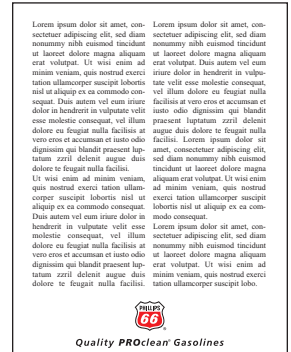 Lorem ipsum dolor sit amet, con-
sectetuer adipiscing elit, sed diam
nonummy nibh euismod tincidunt
ut laoreet dolore magna aliquam
erat volutpat. Ut wisi enim ad
minim veniam, quis nostrud exerci
tation ullamcorper suscipit lobortis
nisl ut aliquip ex ea commodo con-
sequat. Duis autem vel eum iriure
dolor in hendrerit in vulputate velit
esse molestie consequat, vel illum
dolore eu feugiat nulla facilisis at
vero eros et accumsan et iusto odio
dignissim qui blandit praesent lup-
tatum zzril delenit augue duis
dolore te feugait nulla facilisi.
Ut wisi enim ad minim veniam,
quis nostrud exerci tation ullam-
corper suscipit lobortis nisl ut
aliquip ex ea commodo consequat.
Duis autem vel eum iriure dolor in
hendrerit in vulputate velit esse
molestie consequat, vel illum
dolore eu feugiat nulla facilisis at
vero eros et accumsan et iusto odio
dignissim qui blandit praesent lup-
tatum zzril delenit augue duis
dolore te feugait nulla facilisi.
Lorem ipsum dolor sit amet, con-
sectetuer adipiscing elit, sed diam
nonummy nibh euismod tincidunt
ut laoreet dolore magna aliquam
erat volutpat. Duis autem vel eum
iriure dolor in hendrerit in vulpu-
tate velit esse molestie consequat,
vel illum dolore eu feugiat nulla
facilisis at vero eros et accumsan et
iusto odio dignissim qui blandit
praesent luptatum zzril delenit
augue duis dolore te feugait nulla
facilisi. Lorem ipsum dolor sit
amet, consectetuer adipiscing elit,
sed diam nonummy nibh euismod
tincidunt ut laoreet dolore magna
aliquam erat volutpat. Ut wisi enim
ad minim veniam, quis nostrud
exerci tation ullamcorper suscipit
lobortis nisl ut aliquip ex ea com-
modo consequat.
Lorem ipsum dolor sit amet, con-
sectetuer adipiscing elit, sed diam
nonummy nibh euismod tincidunt
ut laoreet dolore magna aliquam
erat volutpat. Ut wisi enim ad
minim veniam, quis nostrud exerci
tation ullamcorper suscipit lobo.
PHILLIPS
66
Quality PROclean® Gasolines